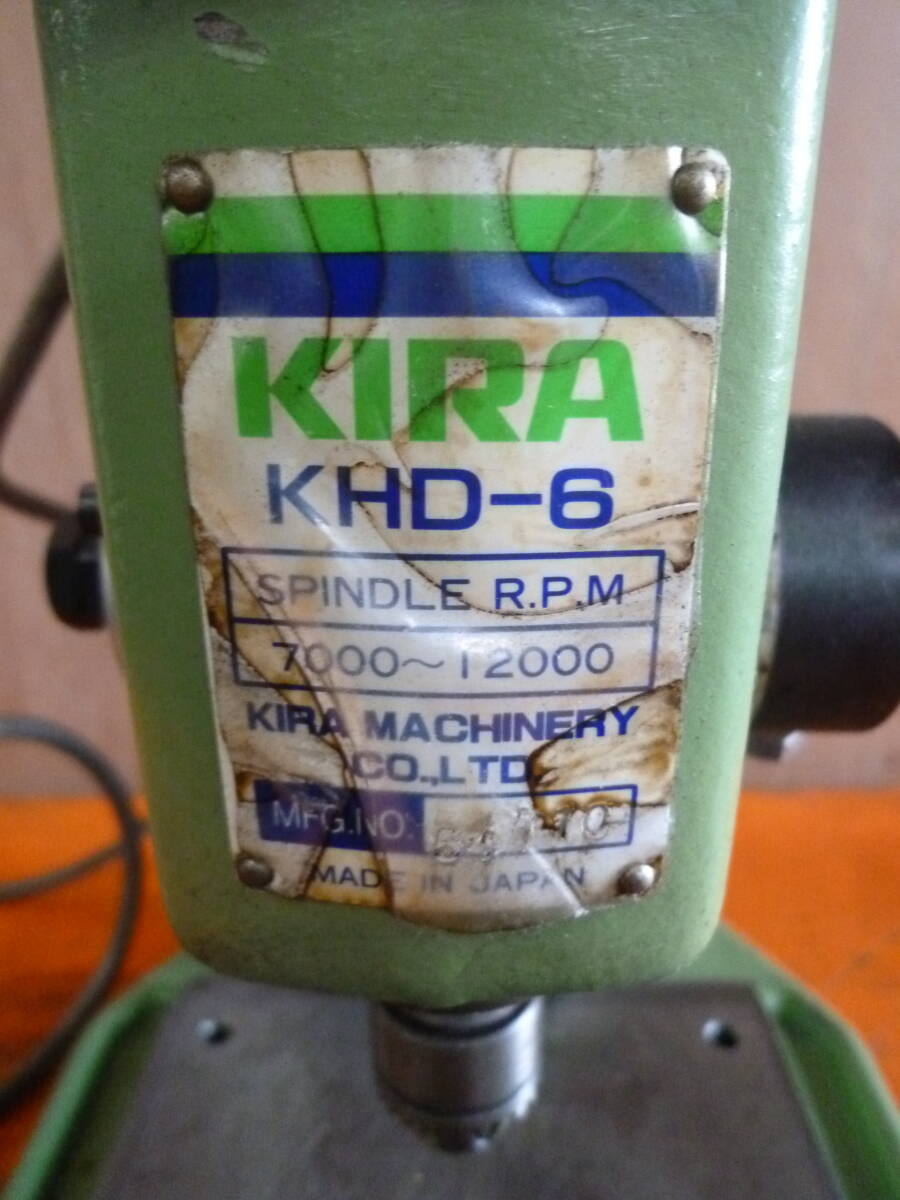 KIRA
KHD-6
SPINDLE R.P.M
7000~12000
KIRA MACHINERY
CO.,LTD.
MFG.NO.
MADE IN JAPAN